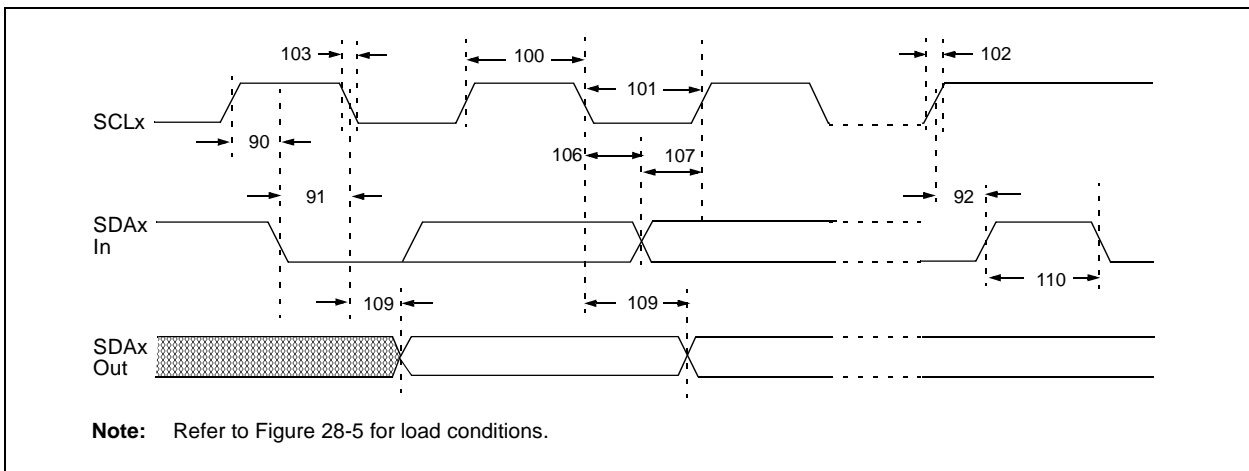 103
100
102
101
SCLx
90
106
107
91
92
SDAx
In
110
109
109
SDAx
Out
Note: Refer to Figure 28-5 for load conditions.